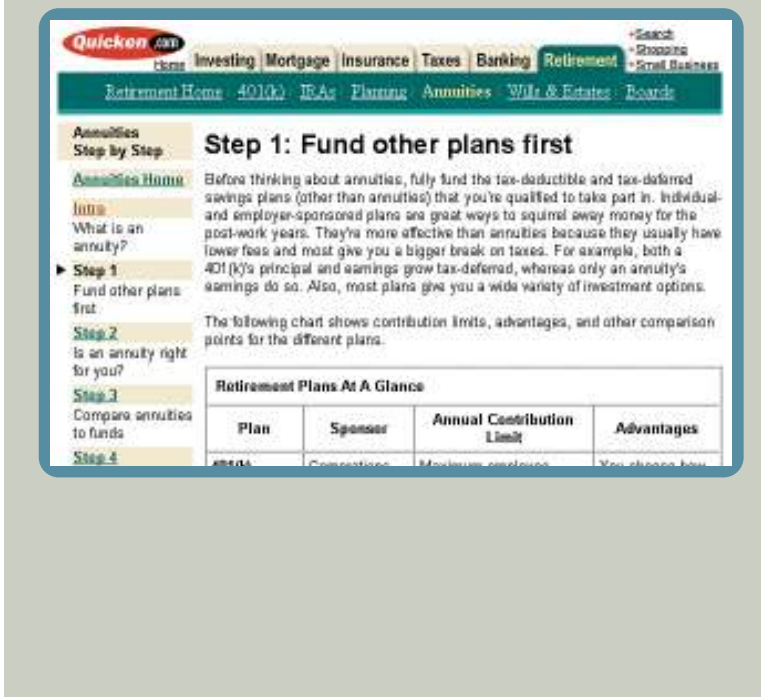 Quicken.com
Home
Investing Mortgage Insurance Taxes Banking Retirement
Search
Shopping
Small Business
Retirement Home 401(k) IRAs Planning Annuities Wills & Estates Boards
Annuities
Step by Step
Annuities Home
Intro
What is an
annuity?
Step 1
Fund other plans
first
Step 2
Is an annuity right
for you?
Step 3
Compare annuities
to funds
Step 4
Step 1: Fund other plans first
Before thinking about annuities, fully fund the tax-deductible and tax-deferred
savings plans (other than annuities) that you're qualified to take part in. Individual-
and employer-sponsored plans are great ways to squirrel away money for the
post-work years. They're more effective than annuities because they usually have
lower fees and most give you a bigger break on taxes. For example, both a
401(k)'s principal and earnings grow tax-deferred, whereas only an annuity's
earnings do so. Also, most plans give you a wide variety of investment options.
The following chart shows contribution limits, advantages, and other comparison
points for the different plans.
Retirement Plans At A Glance
Plan Sponsor Annual Contribution Limit Advantages
401(k) Corporations Maximum employee You choose how